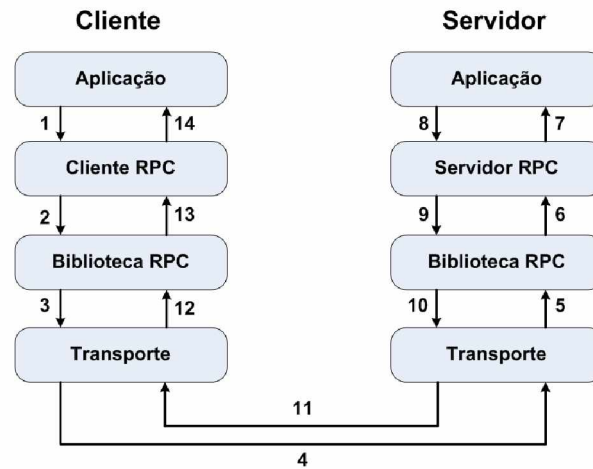 Cliente Servidor
Aplicação Aplicação
1 14 8 7
Cliente RPC Servidor RPC
2 13 9 6
Biblioteca RPC Biblioteca RPC
3 12 10 5
Transporte Transporte
11
4